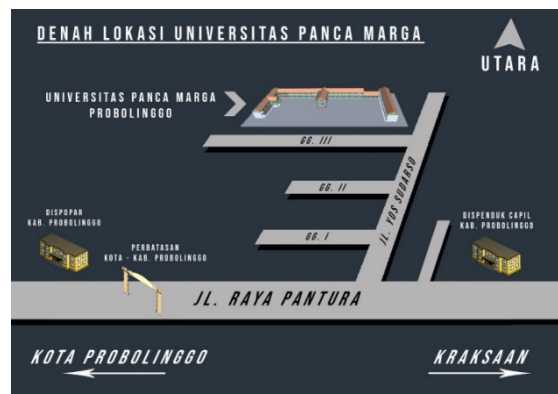 DENAH LOKASI UNIVERSITAS PANCA MARGA
UTARA
UNIVERSITAS PANCA MARGA
PROBOLINGGO
GG. III
GG. II
JL. YOS SUDARSO
DISPOPAR
KAB. PROBOLINGGO
DISPENDUK CAPIL
KAB. PROBOLINGGO
GG. I
PERBATASAN
KOTA - KAB. PROBOLINGGO
JL. RAYA PANTURA
KOTA PROBOLINGGO
KRAKSAAN